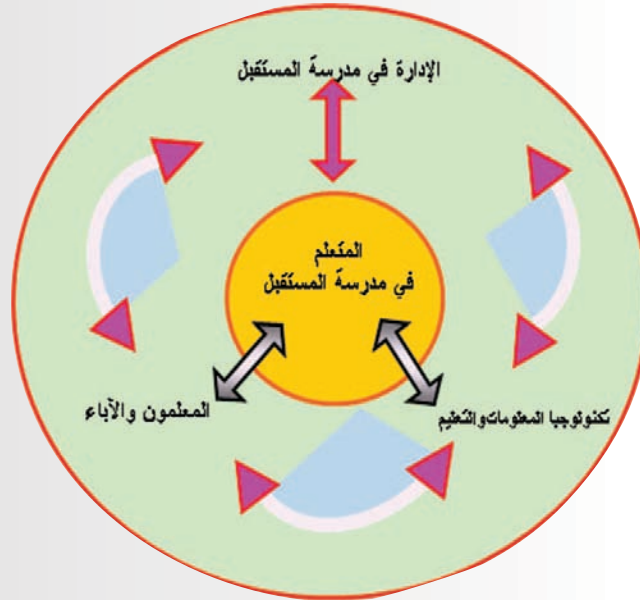 الإدارة في مدرسة المستقبل
المتعلم
في مدرسة المستقبل
تكنولوجيا المعلومات والتعليم
المعلمون والآباء